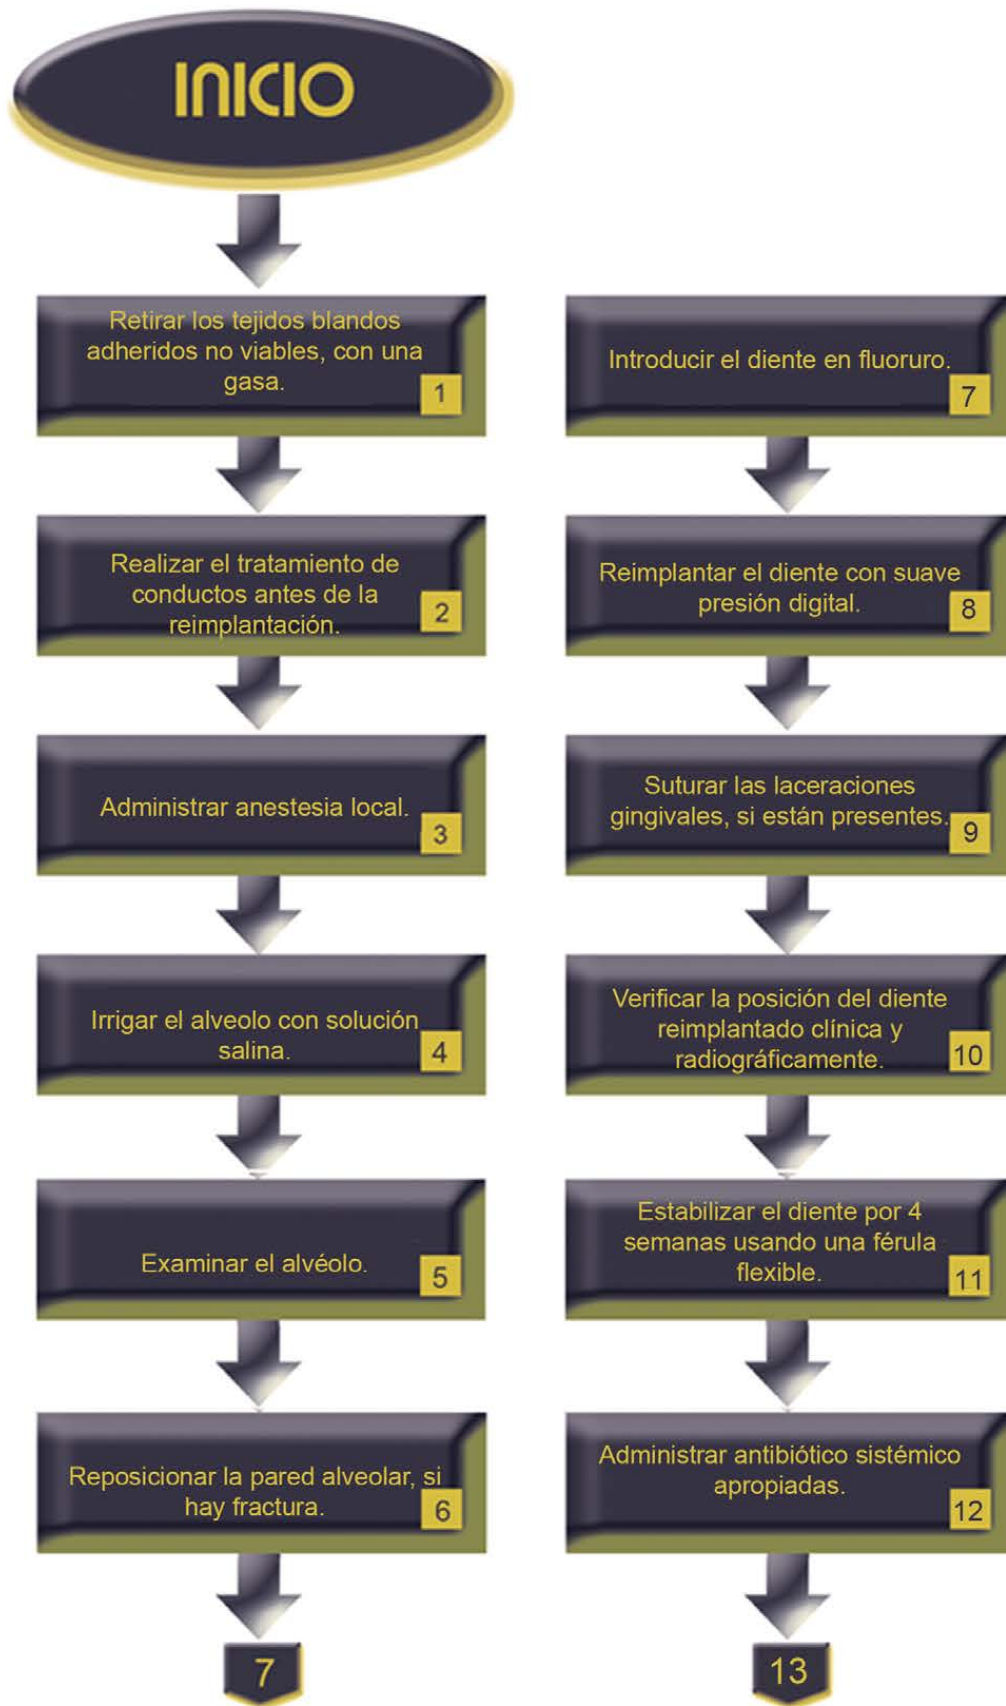 INICIO
Retirar los tejidos blandos
adheridos no viables, con una
gasa.
1
Realizar el tratamiento de
conductos antes de la
reimplantación.
2
Administrar anestesia local.
3
Irrigar el alveolo con solución
salina.
4
Examinar el alvéolo.
5
Reposicionar la pared alveolar, si
hay fractura.
6
7
Introducir el diente en fluoruro.
7
Reimplantar el diente con suave
presión digital.
8
Suturar las laceraciones
gingivales, si están presentes.
9
Verificar la posición del diente
reimplantado clínica y
radiográficamente.
10
Estabilizar el diente por 4
semanas usando una férula
flexible.
11
Administrar antibiótico sistémico
apropiadas.
12
13